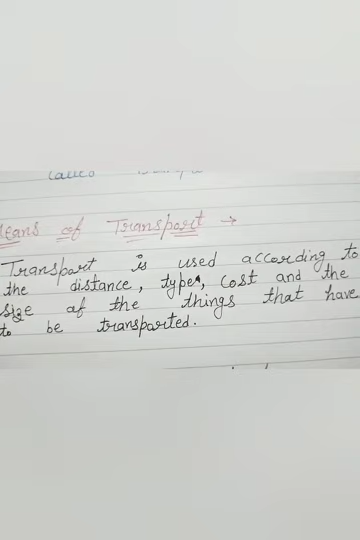 Means of Transport →
Transport is used according to
the distance, type, cost and the
size of the things that have
to be transported.